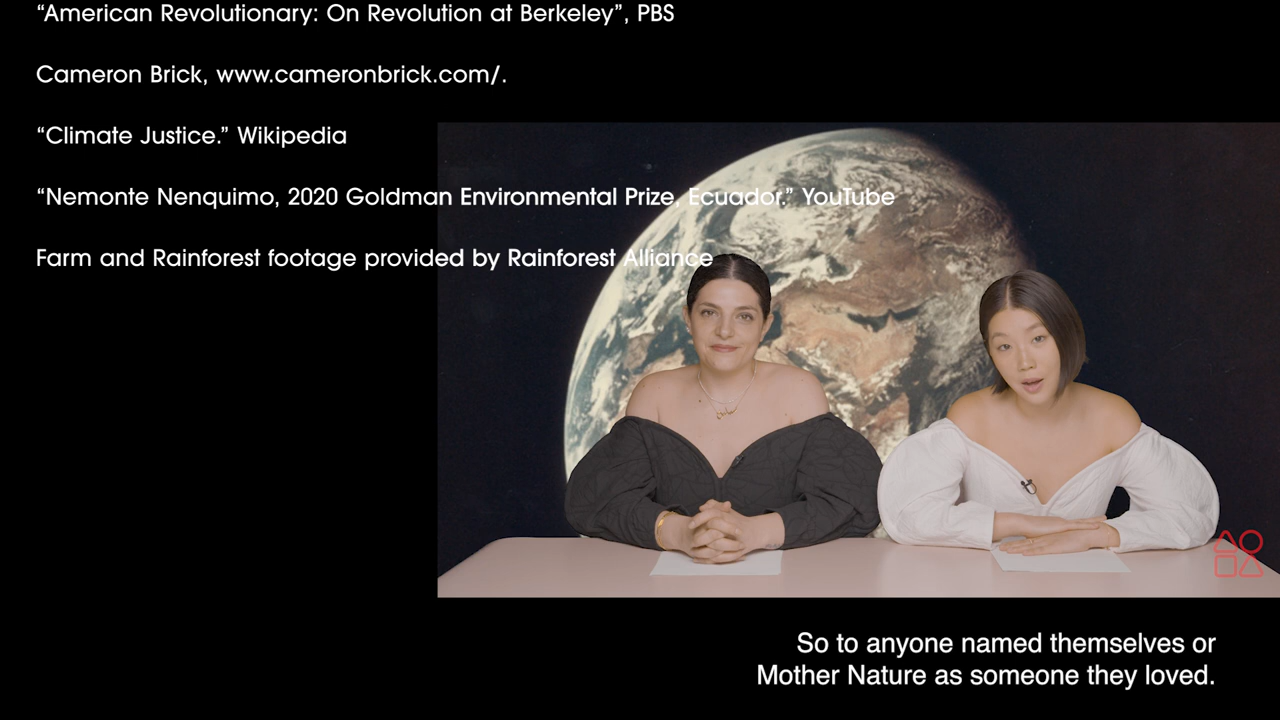 “American Revolutionary: On Revolution at Berkeley”, PBS
Cameron Brick, www.cameronbrick.com/.
“Climate Justice.” Wikipedia
“Nemonte Nenquimo, 2020 Goldman Environmental Prize, Ecuador.” YouTube
Farm and Rainforest footage provided by Rainforest Alliance
So to anyone named themselves or
Mother Nature as someone they loved.